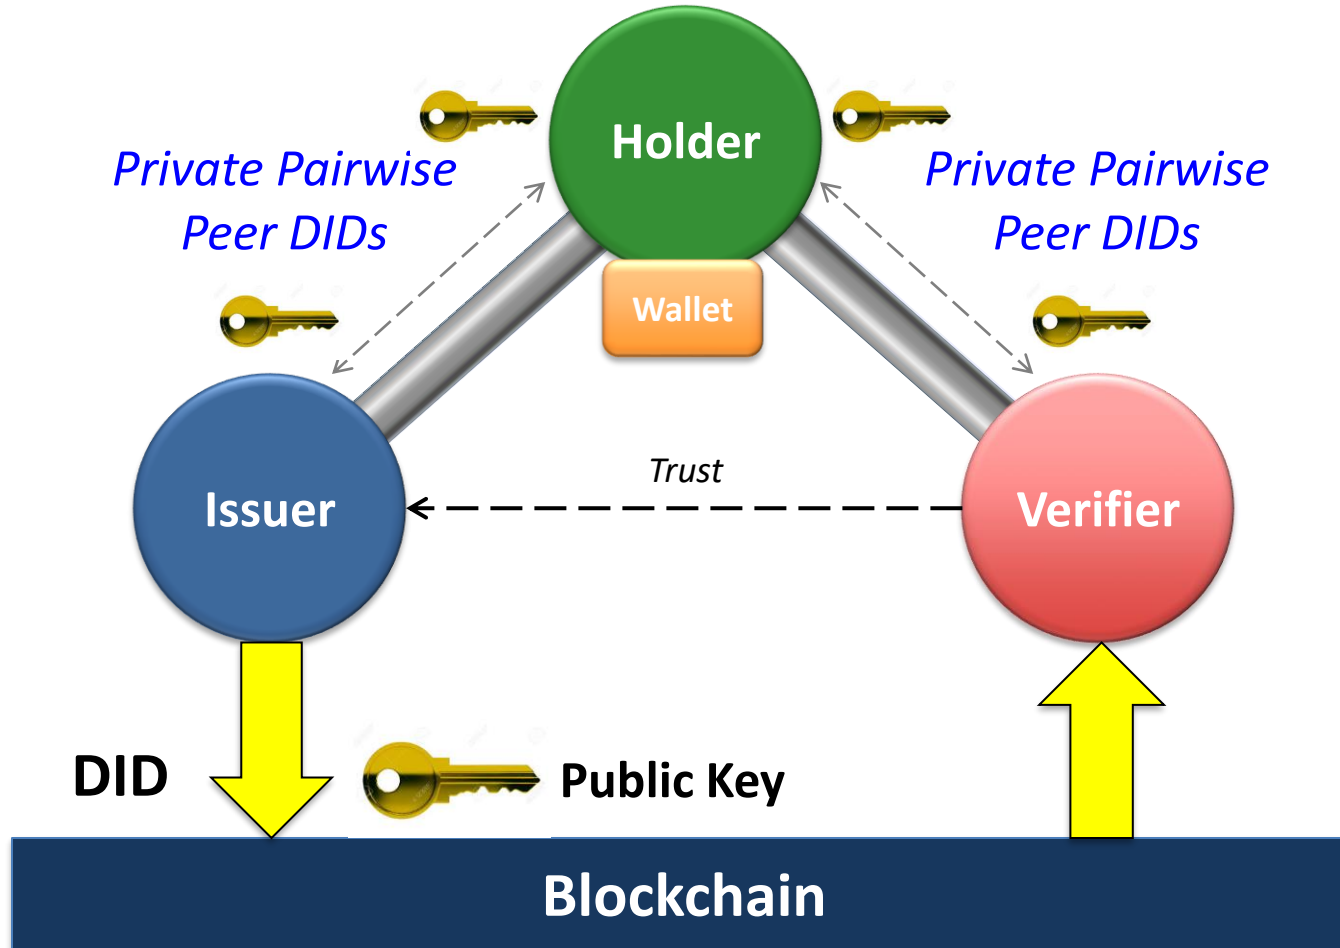 Holder
Private Pairwise
Peer DIDs
Private Pairwise
Peer DIDs
Wallet
Issuer
Trust
Verifier
DID
Public Key
Blockchain